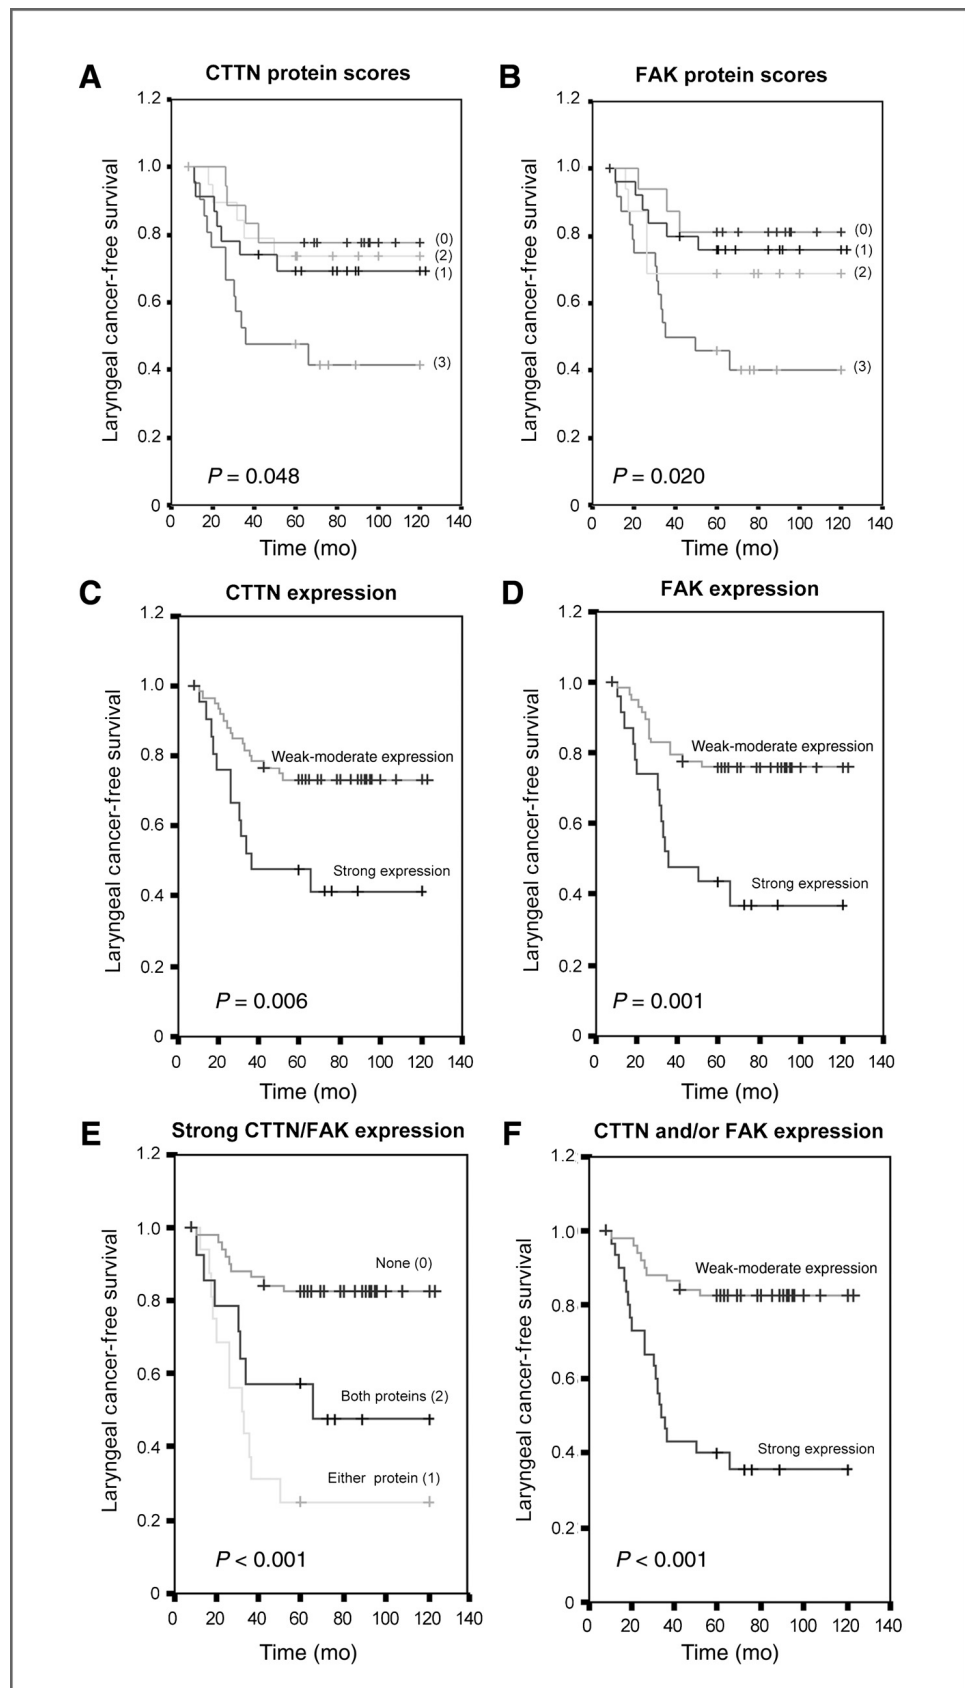 A CTTN protein scores
1.2
1.0
0.8
0.6
0.4
0.2
0
Laryngeal cancer-free survival
(0)
(2)
(1)
(3)
P = 0.048
0 20 40 60 80 100 120 140
Time (mo)
B FAK protein scores
1.2
1.0
0.8
0.6
0.4
0.2
0
Laryngeal cancer-free survival
(0)
(1)
(2)
(3)
P = 0.020
0 20 40 60 80 100 120 140
Time (mo)
C CTTN expression
1.2
1.0
0.8
0.6
0.4
0.2
0
Laryngeal cancer-free survival
Weak-moderate expression
Strong expression
P = 0.006
0 20 40 60 80 100 120 140
Time (mo)
D FAK expression
1.2
1.0
0.8
0.6
0.4
0.2
0
Laryngeal cancer-free survival
Weak-moderate expression
Strong expression
P = 0.001
0 20 40 60 80 100 120 140
Time (mo)
E Strong CTTN/FAK expression
1.2
1.0
0.8
0.6
0.4
0.2
0
Laryngeal cancer-free survival
None (0)
Both proteins (2)
Either protein (1)
P < 0.001
0 20 40 60 80 100 120 140
Time (mo)
F CTTN and/or FAK expression
1.2
1.0
0.8
0.6
0.4
0.2
0
Laryngeal cancer-free survival
Weak-moderate expression
Strong expression
P < 0.001
0 20 40 60 80 100 120 140
Time (mo)